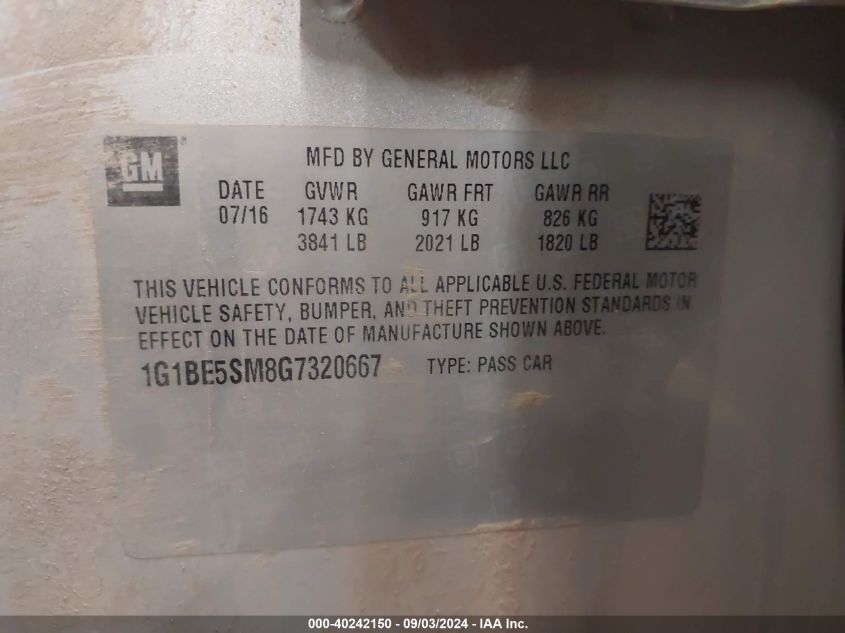 GM
MFD BY GENERAL MOTORS LLC
DATE GVWR GAWR FRT GAWR RR
07/16 1743 KG 917 KG 826 KG
3841 LB 2021 LB 1820 LB
THIS VEHICLE CONFORMS TO ALL APPLICABLE U.S. FEDERAL MOTOR
VEHICLE SAFETY, BUMPER, AND THEFT PREVENTION STANDARDS IN
EFFECT ON THE DATE OF MANUFACTURE SHOWN ABOVE.
1G1BE5SM8G7320667 TYPE: PASS CAR
000-40242150 - 09/03/2024 - IAA Inc.